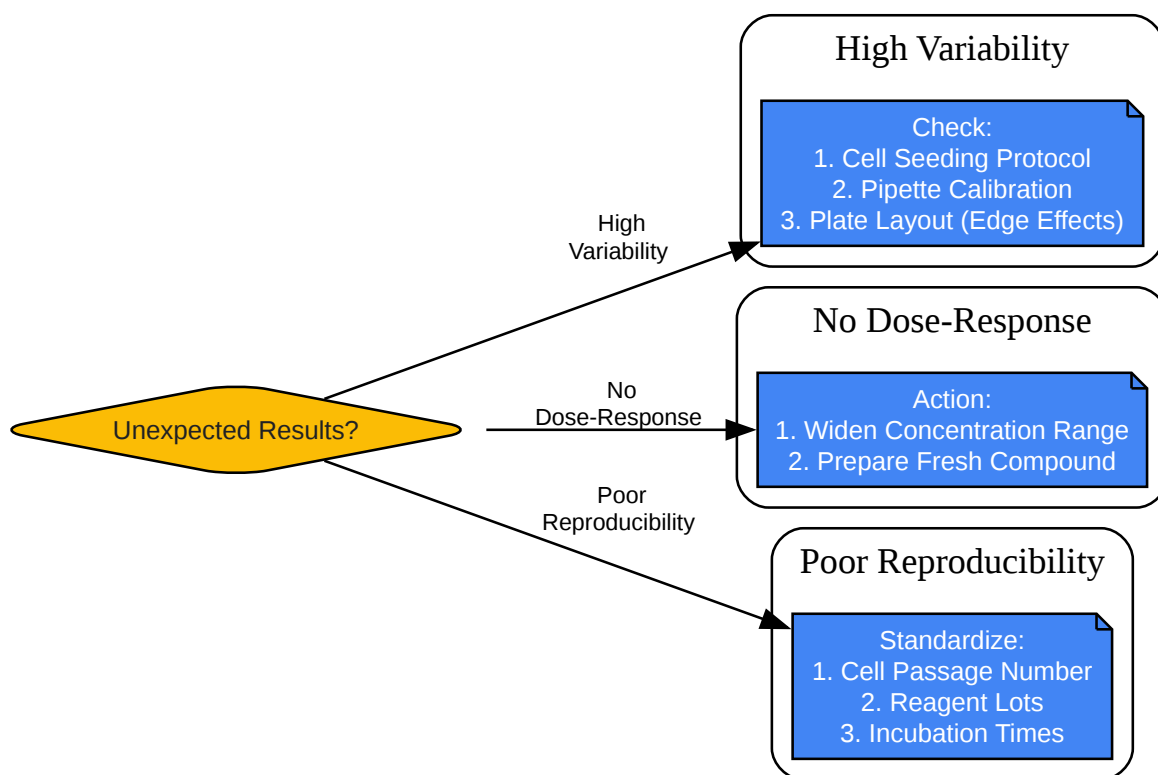 High Variability
Check:
1. Cell Seeding Protocol
2. Pipette Calibration
3. Plate Layout (Edge Effects)
High
Variability
No Dose-Response
Action:
1. Widen Concentration Range
2. Prepare Fresh Compound
No
Dose-Response
Unexpected Results?
Poor
Reproducibility
Poor Reproducibility
Standardize:
1. Cell Passage Number
2. Reagent Lots
3. Incubation Times